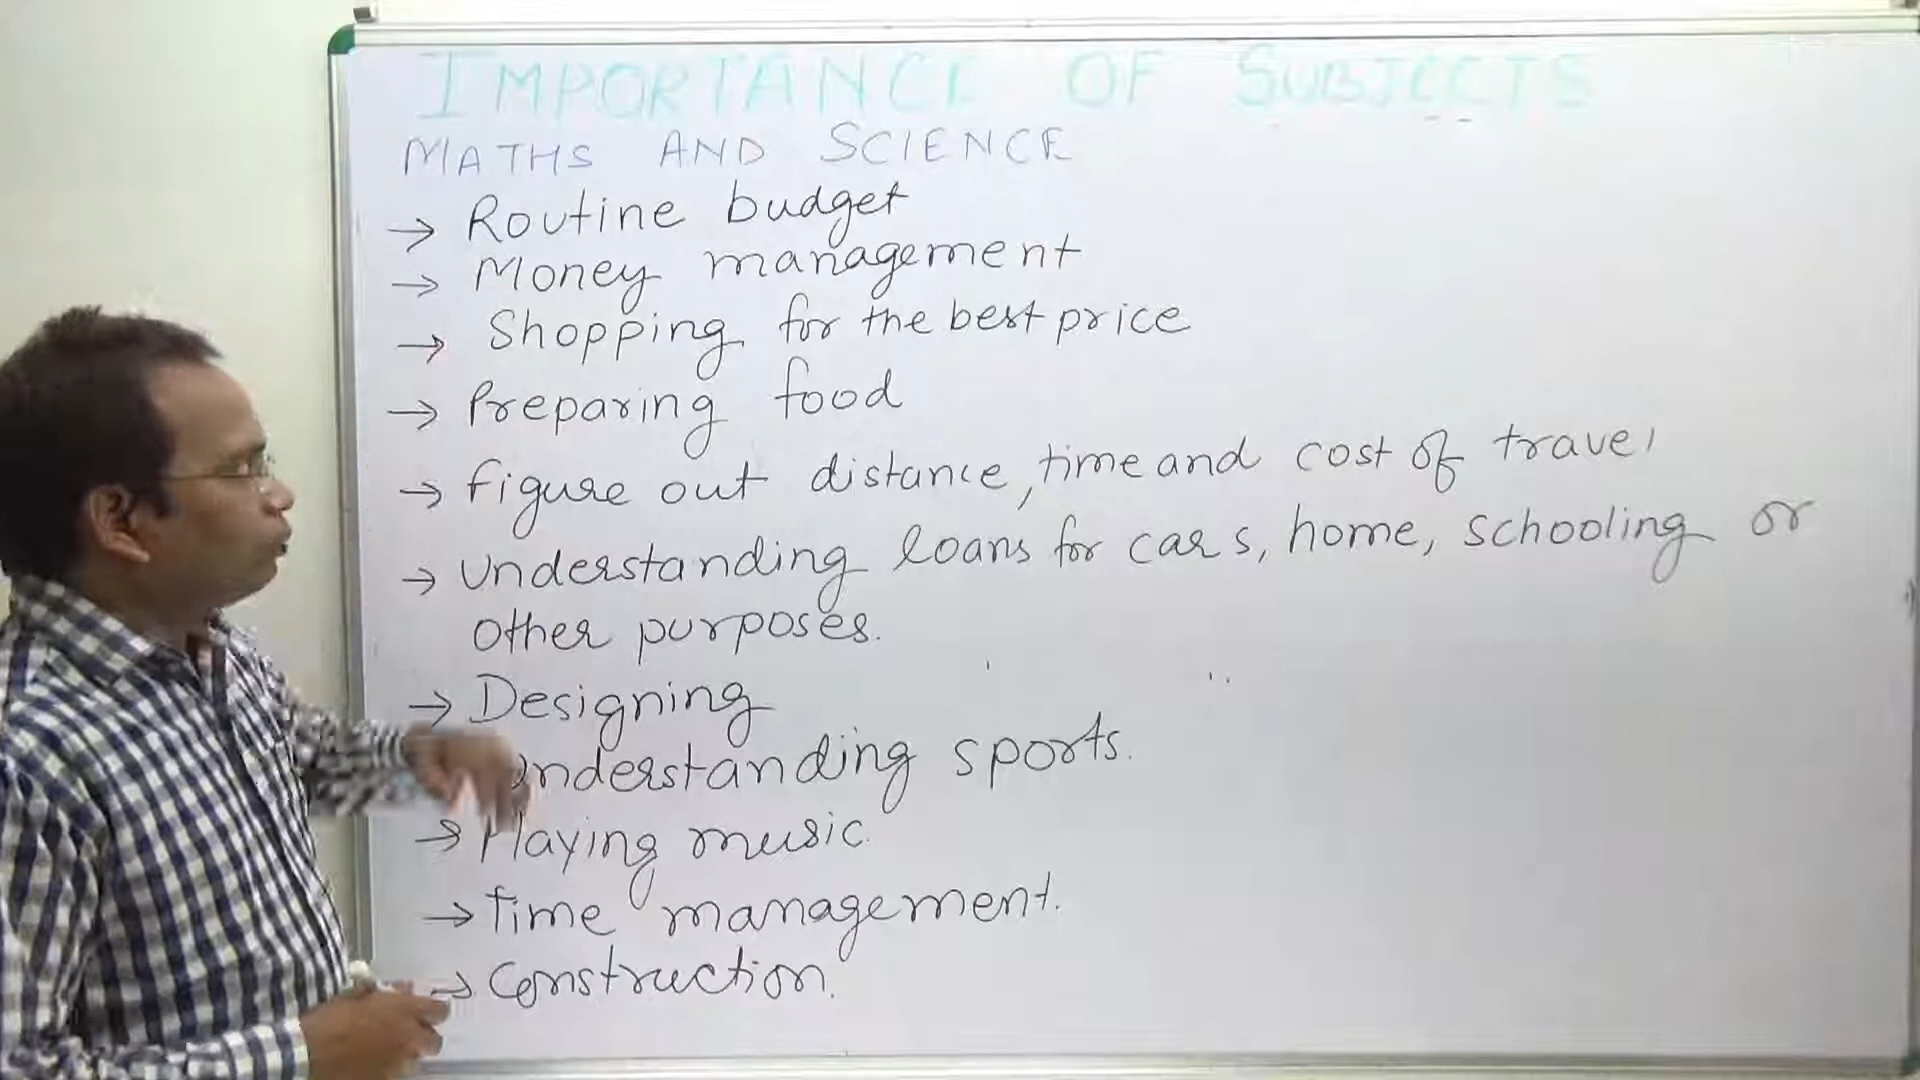 IMPORTANCE OF SUBJECTS
MATHS AND SCIENCE
→ Routine budget
→ Money management
→ Shopping for the best price
→ Preparing food
→ figure out distance, time and cost of travel
→ Understanding loans for cars, home, schooling or
other purposes.
→ Designing
Understanding sports.
→ Playing music.
→ Time management.
→ Construction.